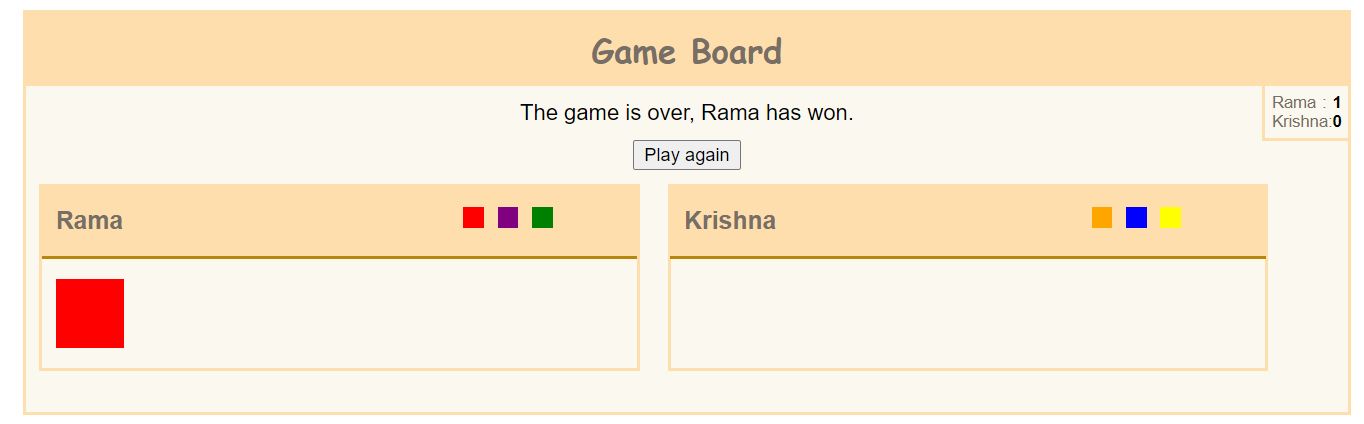 Game Board
The game is over, Rama has won.
Rama : 1
Krishna:0
Play again
Rama
Krishna